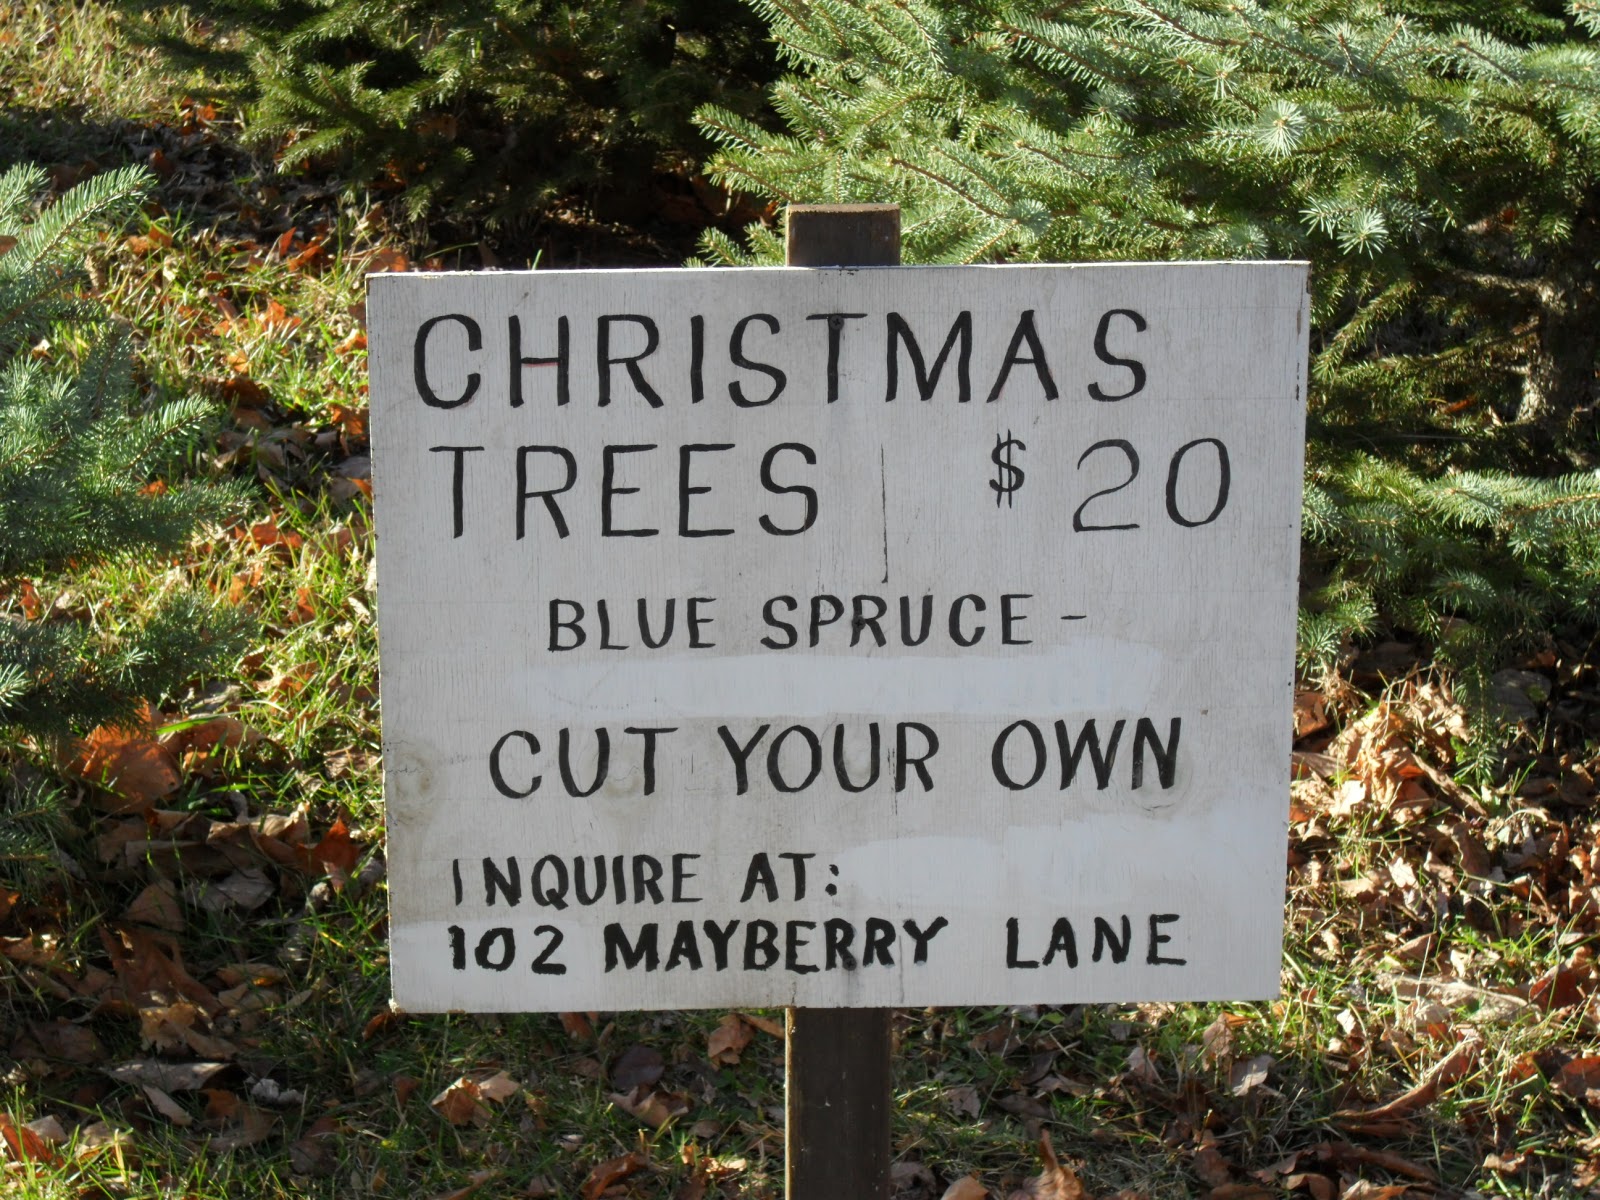 CHRISTMAS
TREES $20
BLUE SPRUCE -
CUT YOUR OWN
INQUIRE AT:
102 MAYBERRY LANE